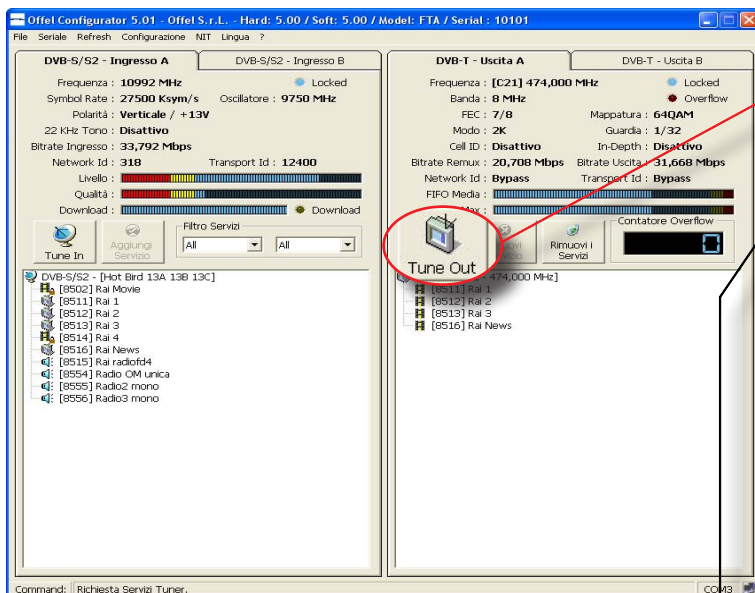 Offel Configurator 5.01 - Offel S.r.L. - Hard: 5.00 / Soft: 5.00 / Model: FTA / Serial : 10101
File Seriale Refresh Configurazione NIT Lingua ?
DVB-S/S2 - Ingresso A
DVB-S/S2 - Ingresso B
Frequenza : 10992 MHz
Locked
Symbol Rate : 27500 Ksym/s
Oscillatore : 9750 MHz
Polarità : Verticale / +13V
22 KHz Tono : Disattivo
Bitrate Ingresso : 33,792 Mbps
Network Id : 318
Transport Id : 12400
Livello :
Qualità :
Download :
Download
Tune In
Aggiungi Servizio
Filtro Servizi
All
All
DVB-S/S2 - [Hot Bird 13A 13B 13C]
[8502] Rai Movie
[8511] Rai 1
[8512] Rai 2
[8513] Rai 3
[8514] Rai 4
[8516] Rai News
[8515] Rai radiofd4
[8554] Radio OM unica
[8555] Radio2 mono
[8556] Radio3 mono
DVB-T - Uscita A
DVB-T - Uscita B
Frequenza : [C21] 474,000 MHz
Locked
Banda : 8 MHz
Overflow
FEC : 7/8
Mappatura : 64QAM
Modo : 2K
Guardia : 1/32
Cell ID : Disattivo
In-Depth : Disattivo
Bitrate Remux : 20,708 Mbps
Bitrate Uscita : 31,668 Mbps
Network Id : Bypass
Transport Id : Bypass
FIFO Media :
Max :
Tune Out
Rimuovi i Servizi
Contatore Overflow
0
474,000 MHz]
[8511] Rai 1
[8512] Rai 2
[8513] Rai 3
[8516] Rai News
Command: Richiesta Servizi Tuner.
COM3